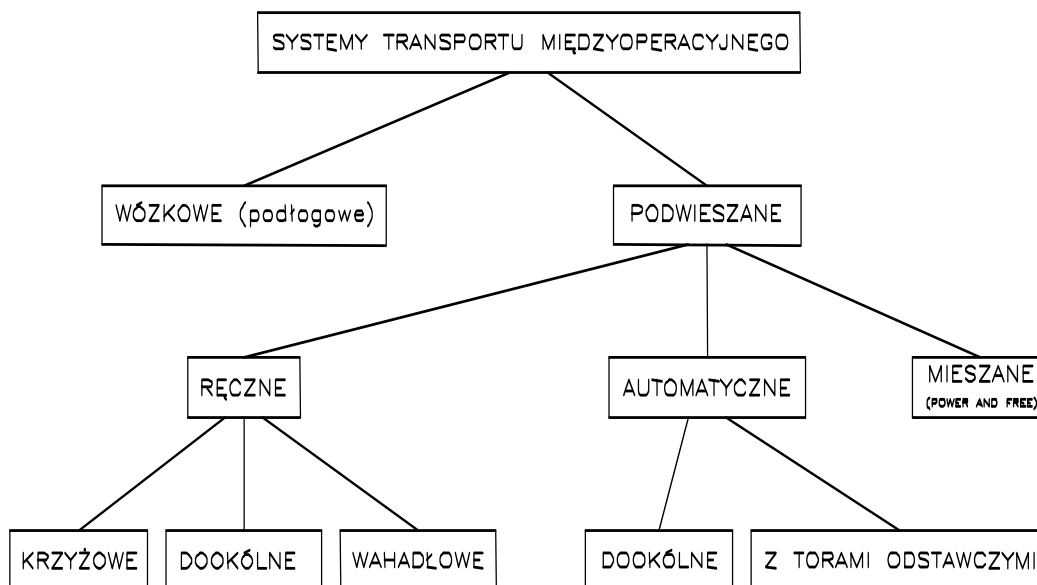 SYSTEMY TRANSPORTU MIĘDZYOPERACYJNEGO
WÓZKOWE (podłogowe)
PODWIESZANE
RĘCZNE
AUTOMATYCZNE
MIESZANE
(POWER AND FREE)
KRZYŻOWE
DOOKÓLNE
WAHADŁOWE
DOOKÓLNE
Z TORAMI ODSTAWCZYMI